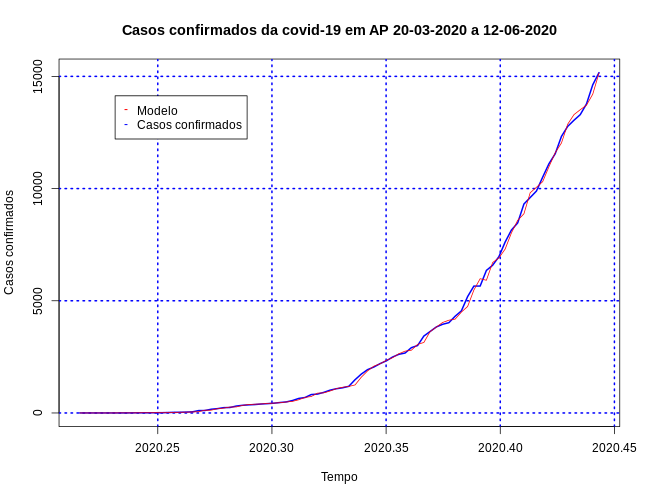 Casos confirmados da covid-19 em AP 20-03-2020 a 12-06-2020
Casos confirmados
15000
10000
5000
0
- Modelo
- Casos confirmados
2020.25 2020.30 2020.35 2020.40 2020.45
Tempo